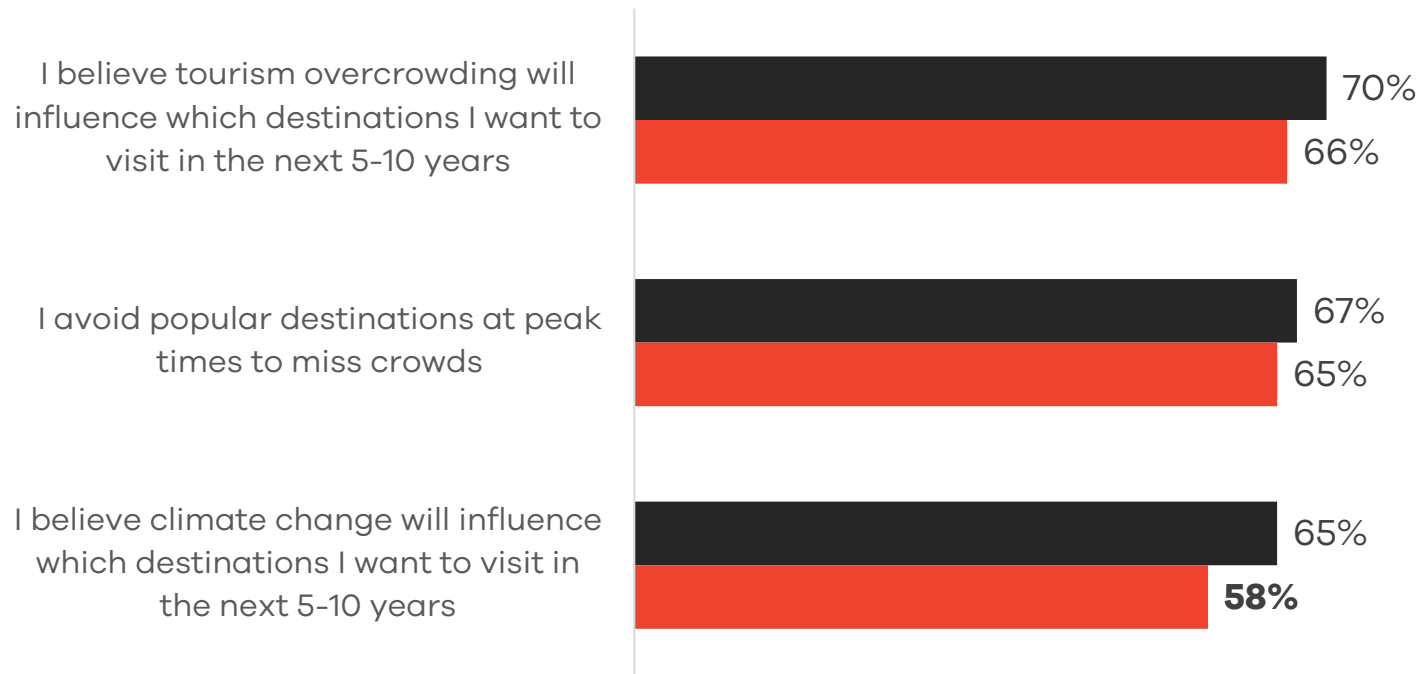 I believe tourism overcrowding will
influence which destinations I want to
visit in the next 5-10 years
70%
66%
I avoid popular destinations at peak
times to miss crowds
67%
65%
I believe climate change will influence
which destinations I want to visit in
the next 5-10 years
65%
58%